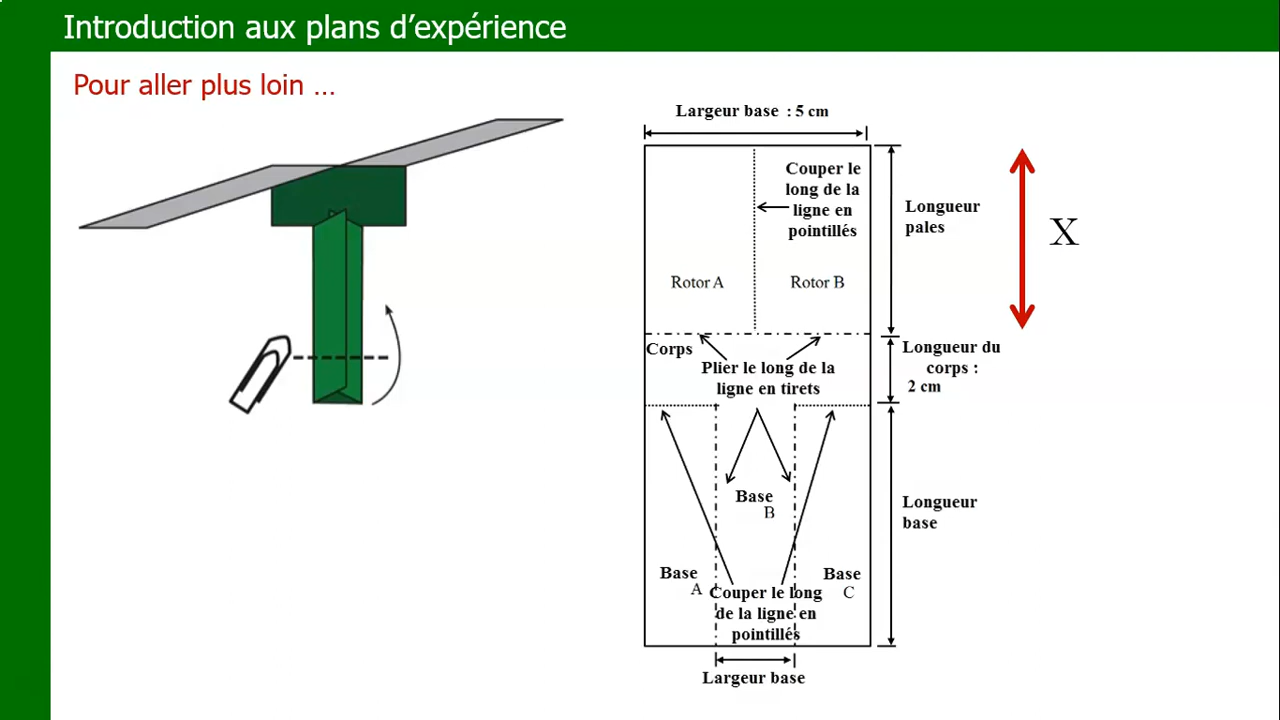 Introduction aux plans d’expérience
Pour aller plus loin …
Largeur base : 5 cm
Couper le
long de la
ligne en
pointillés
Longueur
pales
X
Rotor A
Rotor B
Corps
Plier le long de la
ligne en tirets
Longueur du
corps :
2 cm
Base
B
Longueur
base
Base
A
Base
C
Couper le long
de la ligne en
pointillés
Largeur base